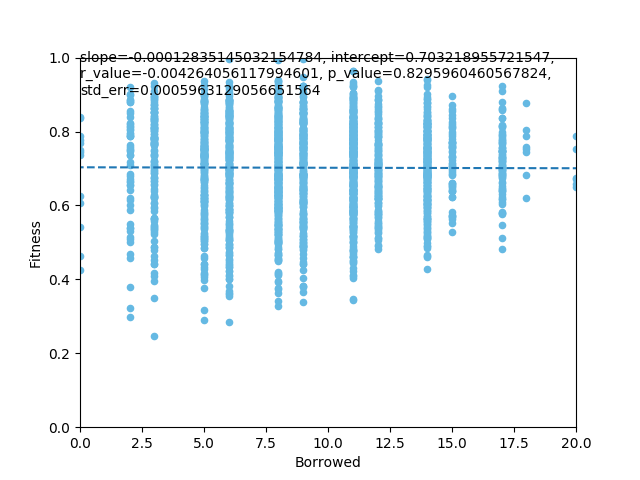 slope=-0.00012835145032154784, intercept=0.703218955721547,
r_value=-0.004264056117994601, p_value=0.8295960460567824,
std_err=0.0005963129056651564
1.0
0.8
0.6
0.4
0.2
0.0
Fitness
0.0 2.5 5.0 7.5 10.0 12.5 15.0 17.5 20.0
Borrowed